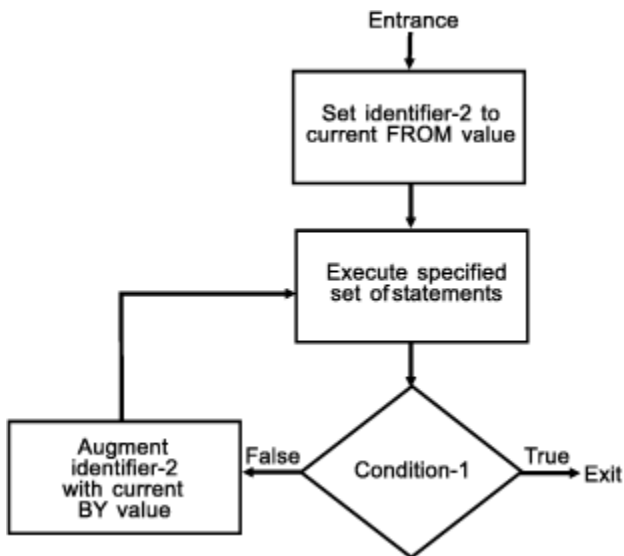 Entrance
Set identifier-2 to
current FROM value
Execute specified
set of statements
Condition-1
False
True
Exit
Augment
identifier-2
with current
BY value